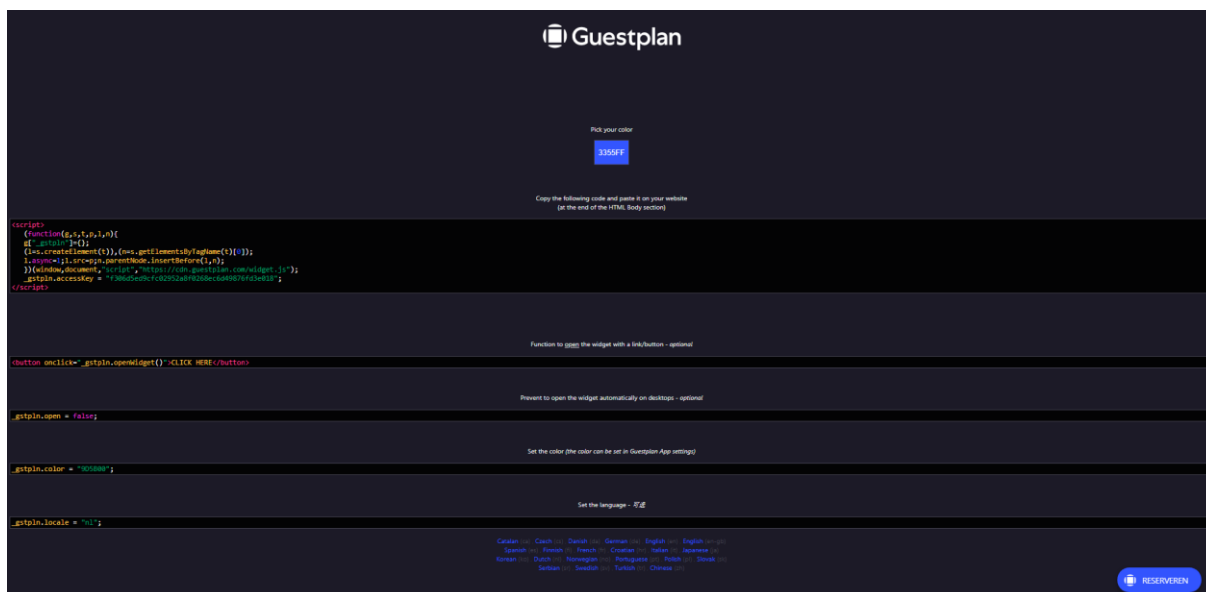 Guestplan
Pick your color
3355FF
Copy the following code and paste it on your website
(at the end of the HTML Body section)
<script>
(function(g,s,t,p,l,n){
g["_gstpln"]={};
(l=s.createElement(t)),(n=s.getElementsByTagName(t)[0]);
l.async=1;l.src=p;n.parentNode.insertBefore(l,n);
})(window,document,"script","https://cdn.guestplan.com/widget.js");
_gstpln.accessKey = "f306d5ed9cfc02952a8f0268ec6d49876fd3e018";
</script>
Function to open the widget with a link/button - optional
<button onclick="_gstpln.openWidget()">CLICK HERE</button>
Prevent to open the widget automatically on desktops - optional
_gstpln.open = false;
Set the color (the color can be set in Guestplan App settings)
_gstpln.color = "9D5B00";
Set the language -
_gstpln.locale = "nl";
Catalan (ca) Czech (cs) Danish (da) German (de) English (en) English (en-gb)
Spanish (es) Finnish (fi) French (fr) Croatian (hr) Italian (it) Japanese (ja)
Korean (ko) Dutch (nl) Norwegian (no) Portuguese (pt) Polish (pl) Slovak (sk)
Serbian (sr) Swedish (sv) Turkish (tr) Chinese (zh)
RESERVEREN